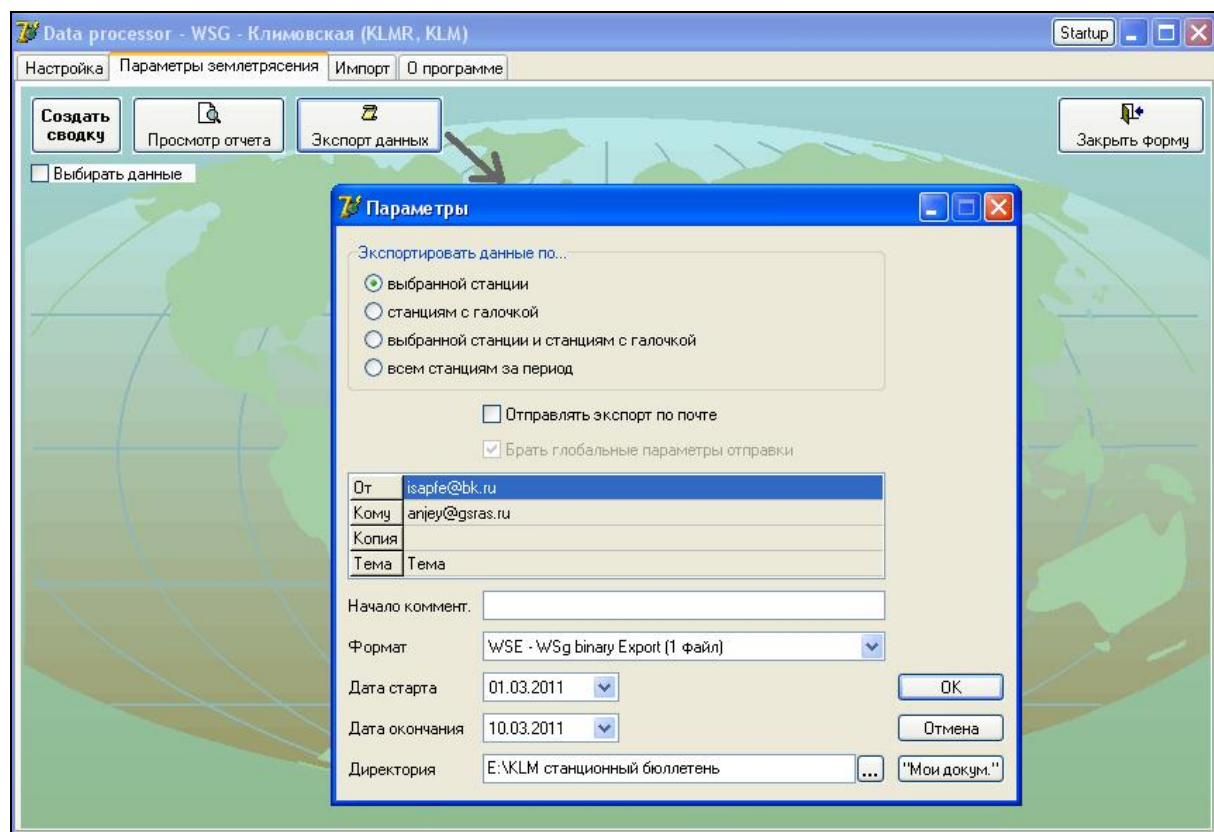 Data processor - WSG - Климовская (KLMR, KLM)
Startup
Настройка Параметры землетрясения Импорт О программе
Создать сводку
Просмотр отчета
Экспорт данных
Закрыть форму
Выбирать данные
Параметры
Экспортировать данные по...
выбранной станции
станциям с галочкой
выбранной станции и станциям с галочкой
всем станциям за период
Отправлять экспорт по почте
Брать глобальные параметры отправки
От isapfe@bk.ru
Кому anjey@gsras.ru
Копия
Тема Тема
Начало коммент.
Формат WSE - WSg binary Export (1 файл)
Дата старта 01.03.2011 OK
Дата окончания 10.03.2011 Отмена
Директория E:\KLM станционный бюллетень ... "Мои докум."